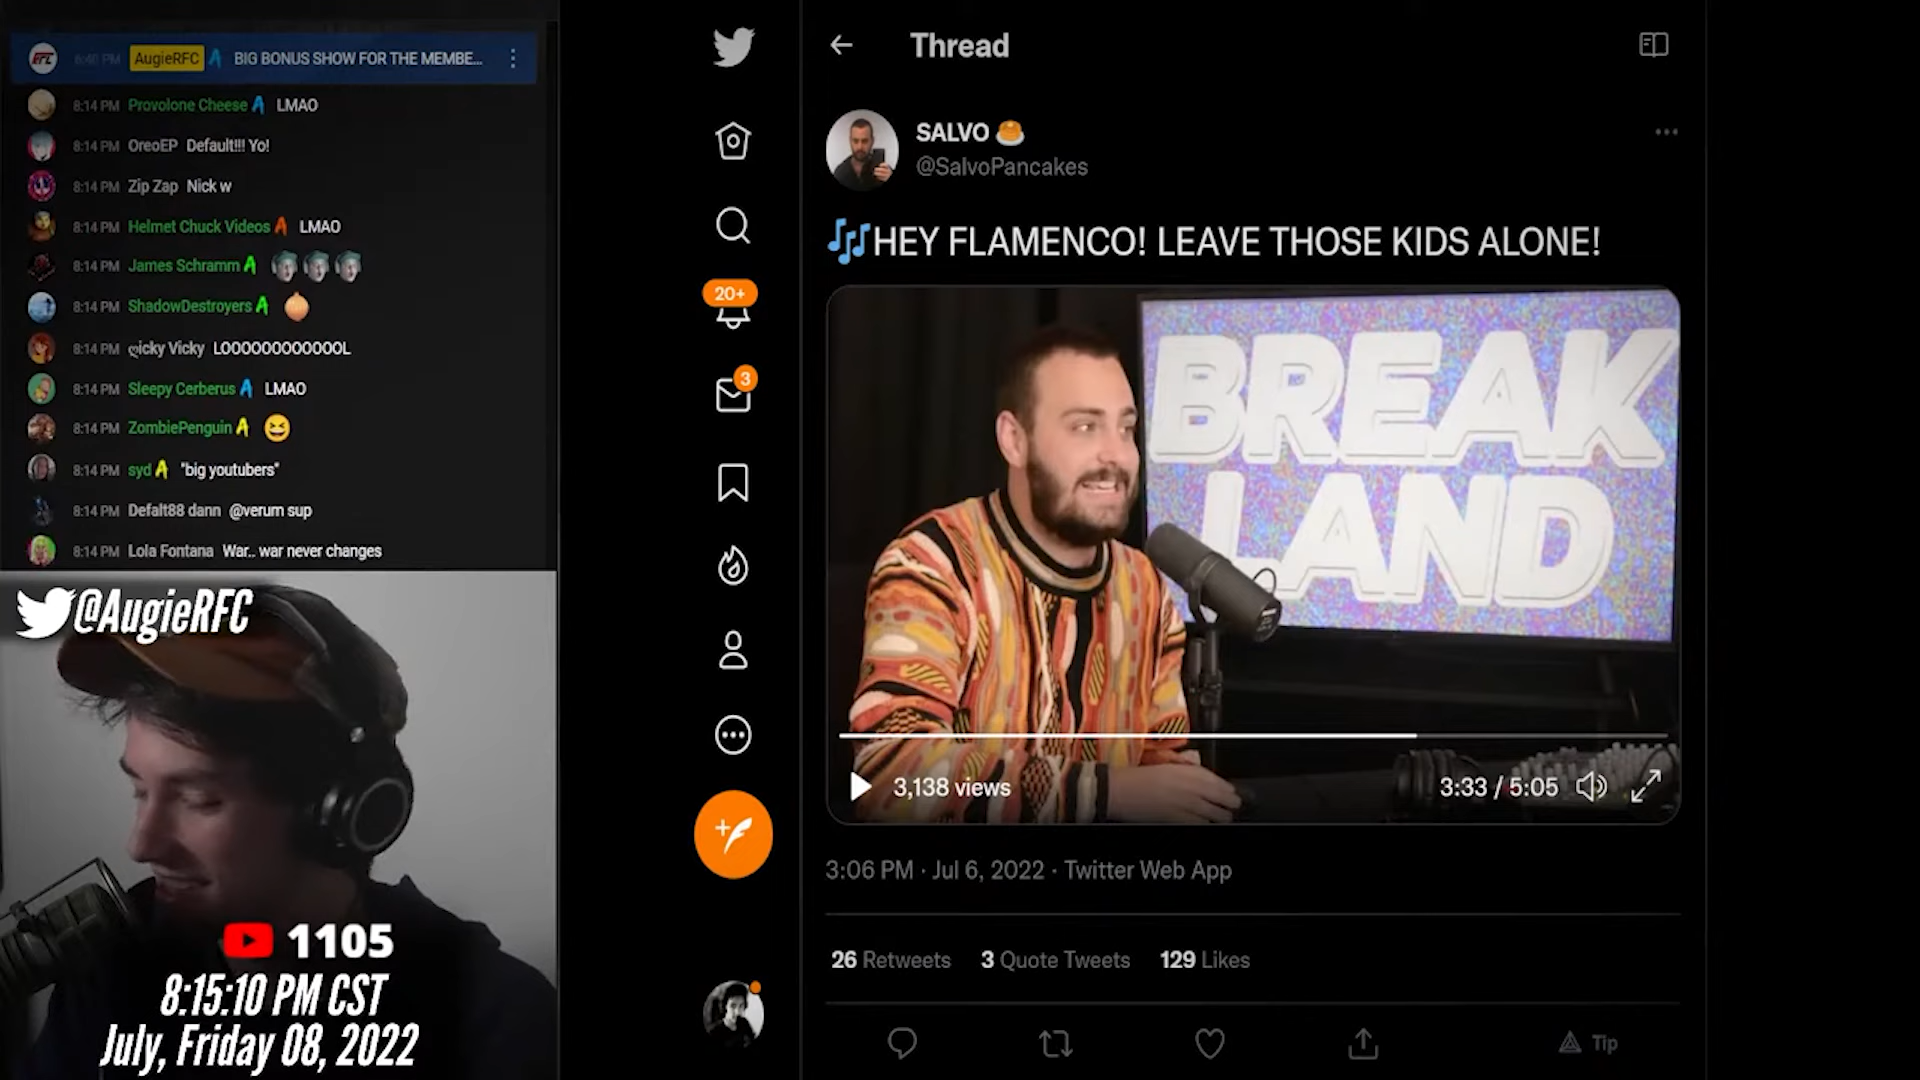 6:40 PM AugieRFC BIG BONUS SHOW FOR THE MEMBE...
8:14 PM Provolone Cheese LMAO
8:14 PM OreoEP Default!!! Yo!
8:14 PM Zip Zap Nick w
8:14 PM Helmet Chuck Videos LMAO
8:14 PM James Schramm
8:14 PM ShadowDestroyers
8:14 PM ღicky Vicky LOOOOOOOOOOOOL
8:14 PM Sleepy Cerberus LMAO
8:14 PM ZombiePenguin
8:14 PM syd "big youtubers"
8:14 PM Defalt88 dann @verum sup
8:14 PM Lola Fontana War.. war never changes
@AugieRFC
1105
8:15:10 PM CST
July, Friday 08, 2022
20+
3
Thread
SALVO 🥞
@SalvoPancakes
🎶HEY FLAMENCO! LEAVE THOSE KIDS ALONE!
BREAK
LAND
3,138 views
3:33 / 5:05
3:06 PM · Jul 6, 2022 · Twitter Web App
26 Retweets 3 Quote Tweets 129 Likes
Tip